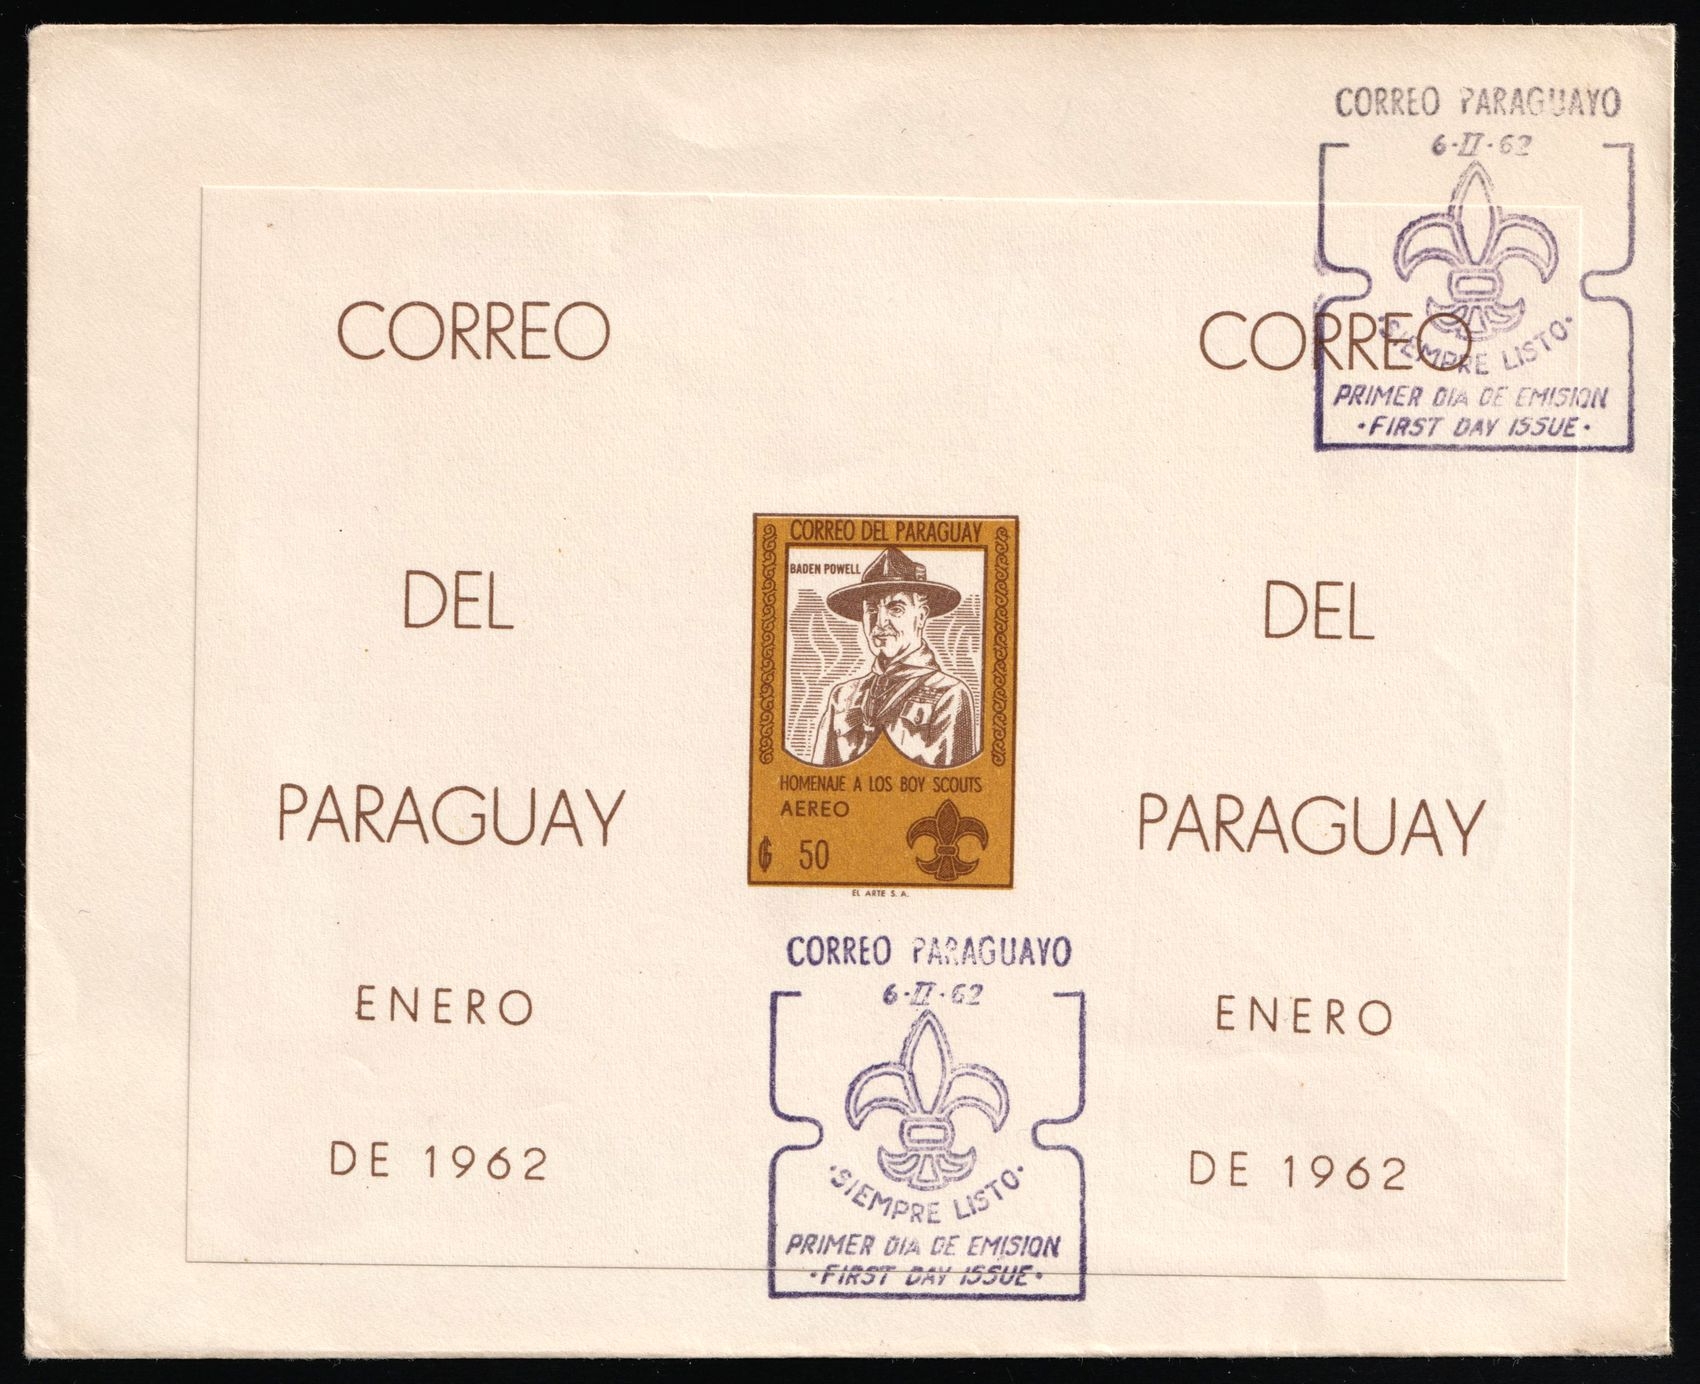 CORREO PARAGUAYO
6-II-62
SIEMPRE LISTO
PRIMER DIA DE EMISION
·FIRST DAY ISSUE·
CORREO
DEL
PARAGUAY
ENERO
DE 1962
CORREO DEL PARAGUAY
BADEN POWELL
HOMENAJE A LOS BOY SCOUTS
AEREO
₲ 50
EL ARTE S. A.
CORREO
DEL
PARAGUAY
ENERO
DE 1962
CORREO PARAGUAYO
6-II-62
·SIEMPRE LISTO·
PRIMER DIA DE EMISION
·FIRST DAY ISSUE·